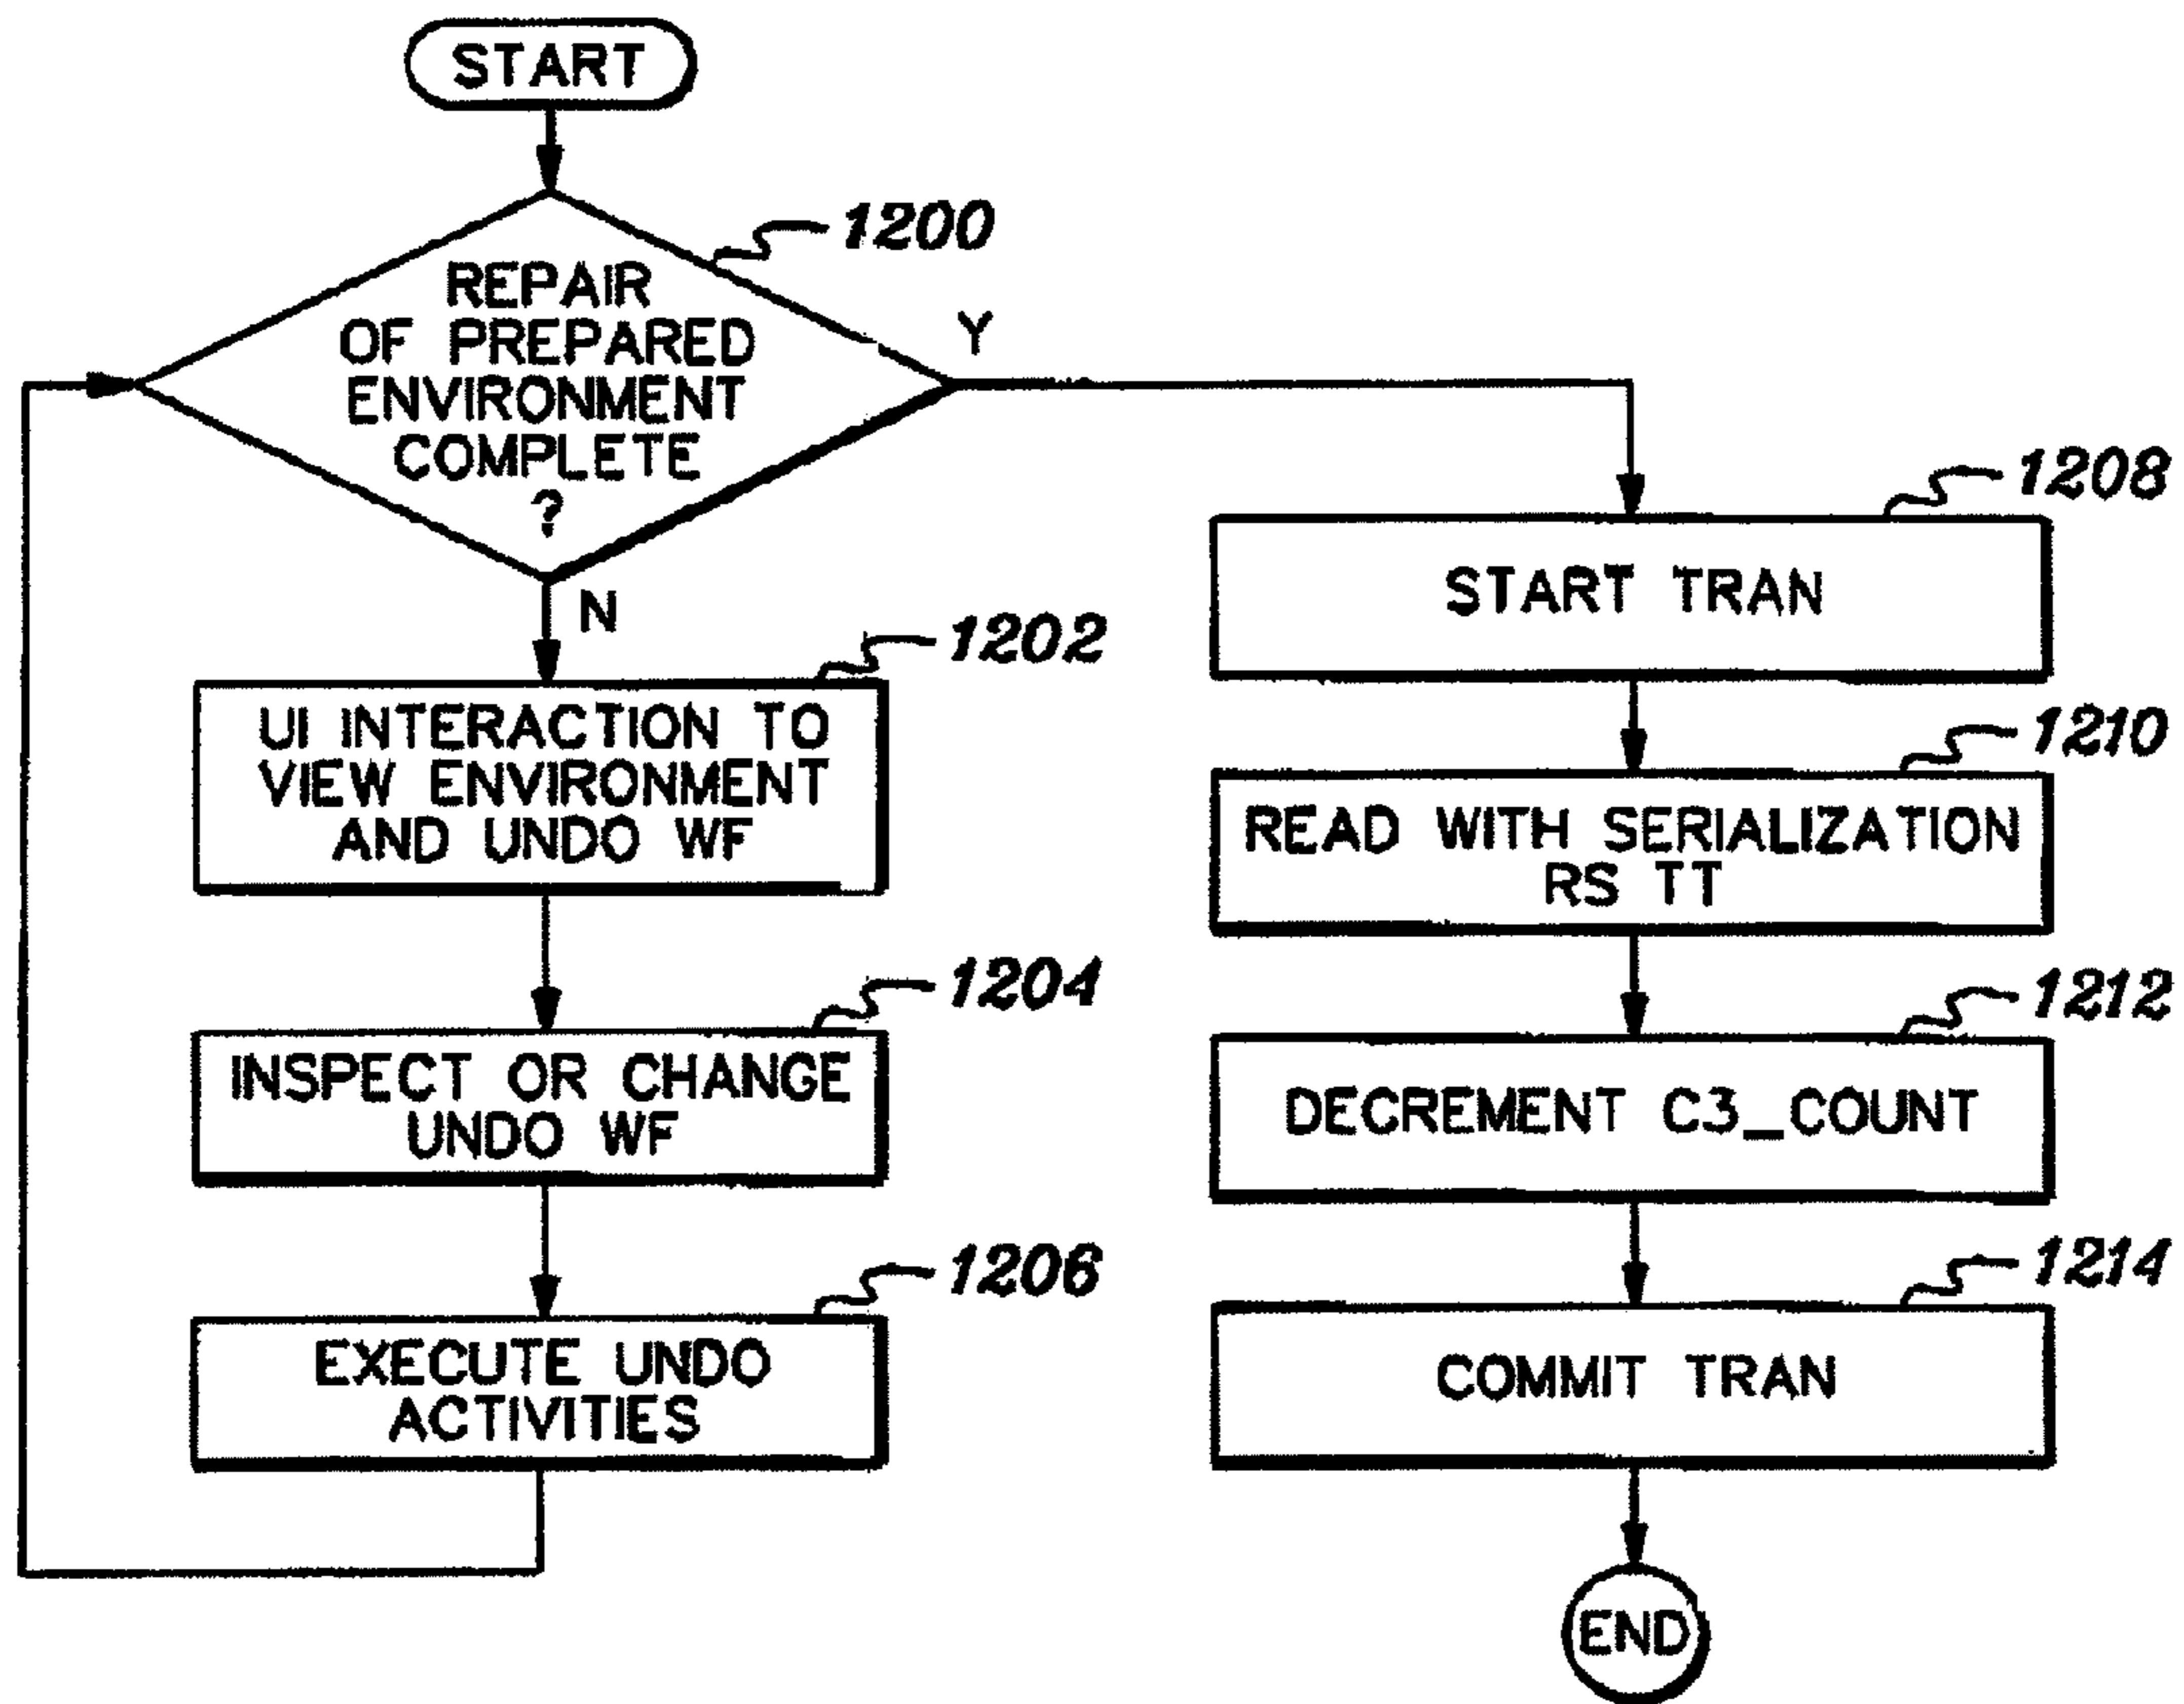 START
1200
REPAIR
OF PREPARED
ENVIRONMENT
COMPLETE
?
Y
N
1202
UI INTERACTION TO
VIEW ENVIRONMENT
AND UNDO WF
1204
INSPECT OR CHANGE
UNDO WF
1206
EXECUTE UNDO
ACTIVITIES
1208
START TRAN
1210
READ WITH SERIALIZATION
RS TT
1212
DECREMENT C3_COUNT
1214
COMMIT TRAN
END